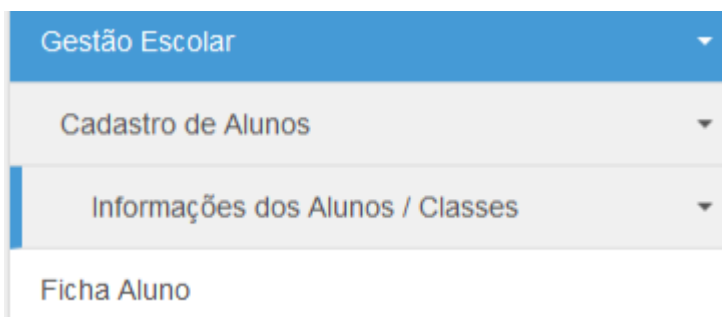 Gestão Escolar
Cadastro de Alunos
Informações dos Alunos / Classes
Ficha Aluno